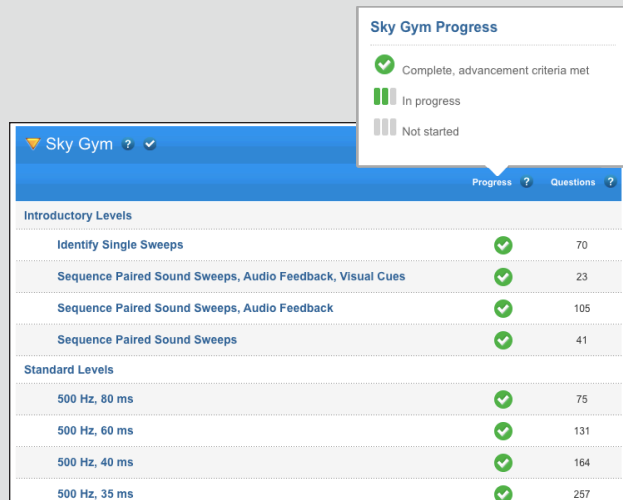 Sky Gym Progress
Complete, advancement criteria met
In progress
Not started
Sky Gym ?
Progress ? Questions ?
Introductory Levels
Identify Single Sweeps 70
Sequence Paired Sound Sweeps, Audio Feedback, Visual Cues 23
Sequence Paired Sound Sweeps, Audio Feedback 105
Sequence Paired Sound Sweeps 41
Standard Levels
500 Hz, 80 ms 75
500 Hz, 60 ms 131
500 Hz, 40 ms 164
500 Hz, 35 ms 257